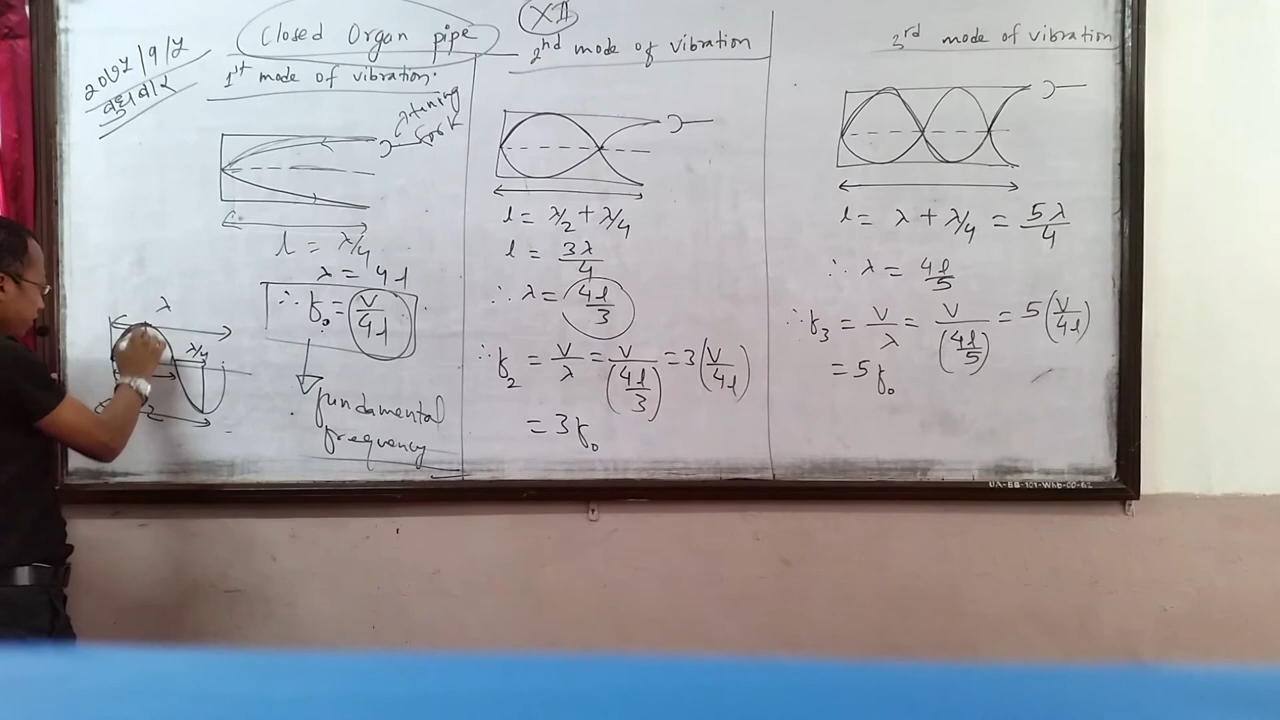 XII
Closed Organ pipe
2074/9/7
बुधबार
1st mode of vibration.
tuning
fork
l = λ/4
λ = 4l
∴ f₀ = v/4l
fundamental
frequency
λ
λ/4
2nd mode of vibration
l = λ/2 + λ/4
l = 3λ/4
∴ λ = 4l/3
∴ f₂ = v/λ = v/(4l/3) = 3(v/4l)
= 3f₀
3rd mode of vibration
l = λ + λ/4 = 5λ/4
∴ λ = 4l/5
∴ f₃ = v/λ = v/(4l/5) = 5(v/4l)
= 5f₀